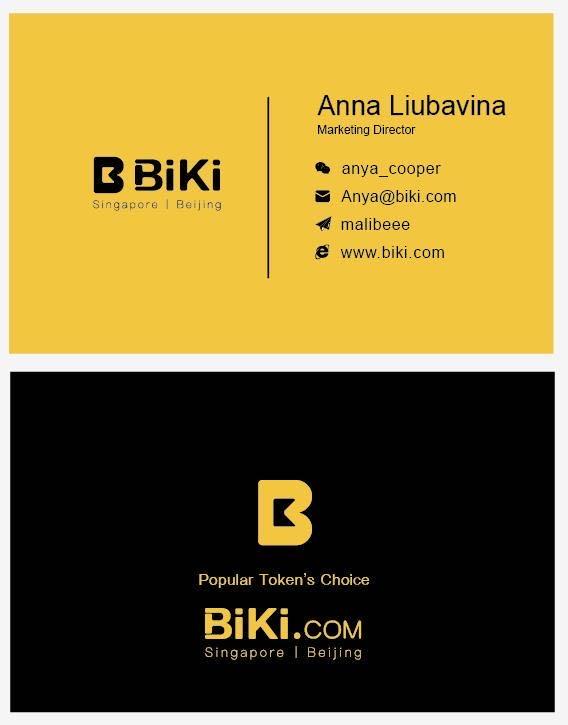 BiKi
Singapore | Beijing
Anna Liubavina
Marketing Director
anya_cooper
Anya@biki.com
malibeee
www.biki.com
Popular Token's Choice
BiKi.COM
Singapore | Beijing